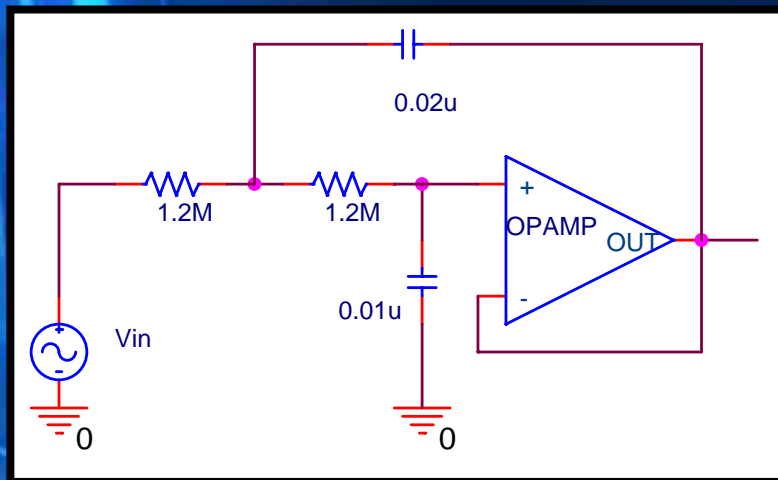 0.02u
1.2M
1.2M
+
OPAMP
OUT
-
0.01u
Vin
+
-
0
0